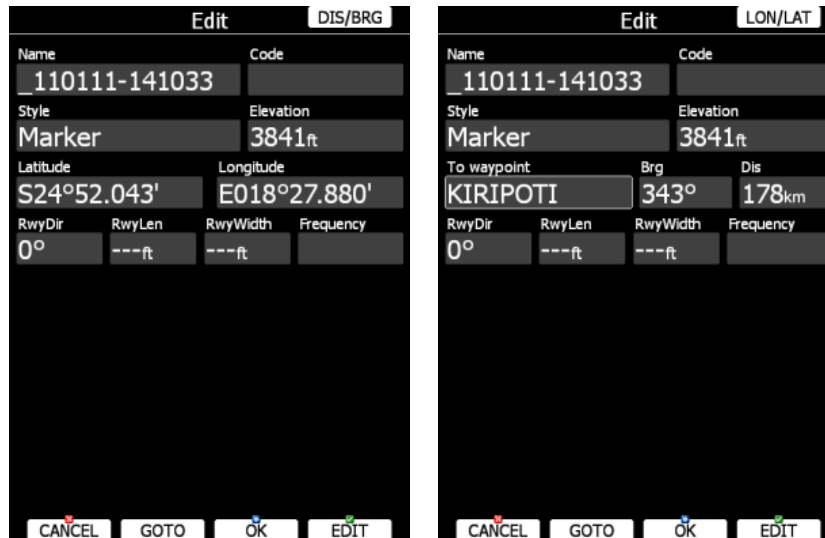 Edit DIS/BRG
Name Code
_110111-141033
Style Elevation
Marker 3841ft
Latitude Longitude
S24°52.043' E018°27.880'
RwyDir RwyLen RwyWidth Frequency
0° ---ft ---ft
CANCEL GOTO OK EDIT
Edit LON/LAT
Name Code
_110111-141033
Style Elevation
Marker 3841ft
To waypoint Brg Dis
KIRIPOTI 343° 178km
RwyDir RwyLen RwyWidth Frequency
0° ---ft ---ft
CANCEL GOTO OK EDIT